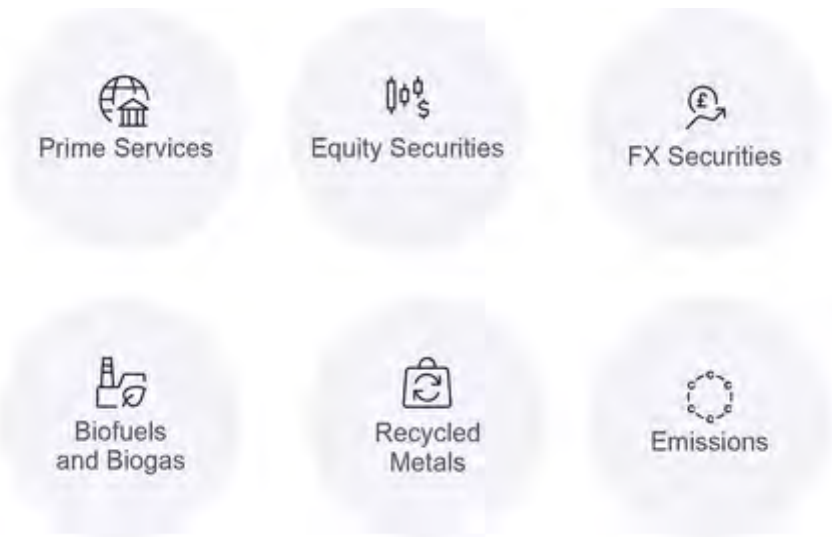 Prime Services
Equity Securities
FX Securities
Biofuels
and Biogas
Recycled
Metals
Emissions